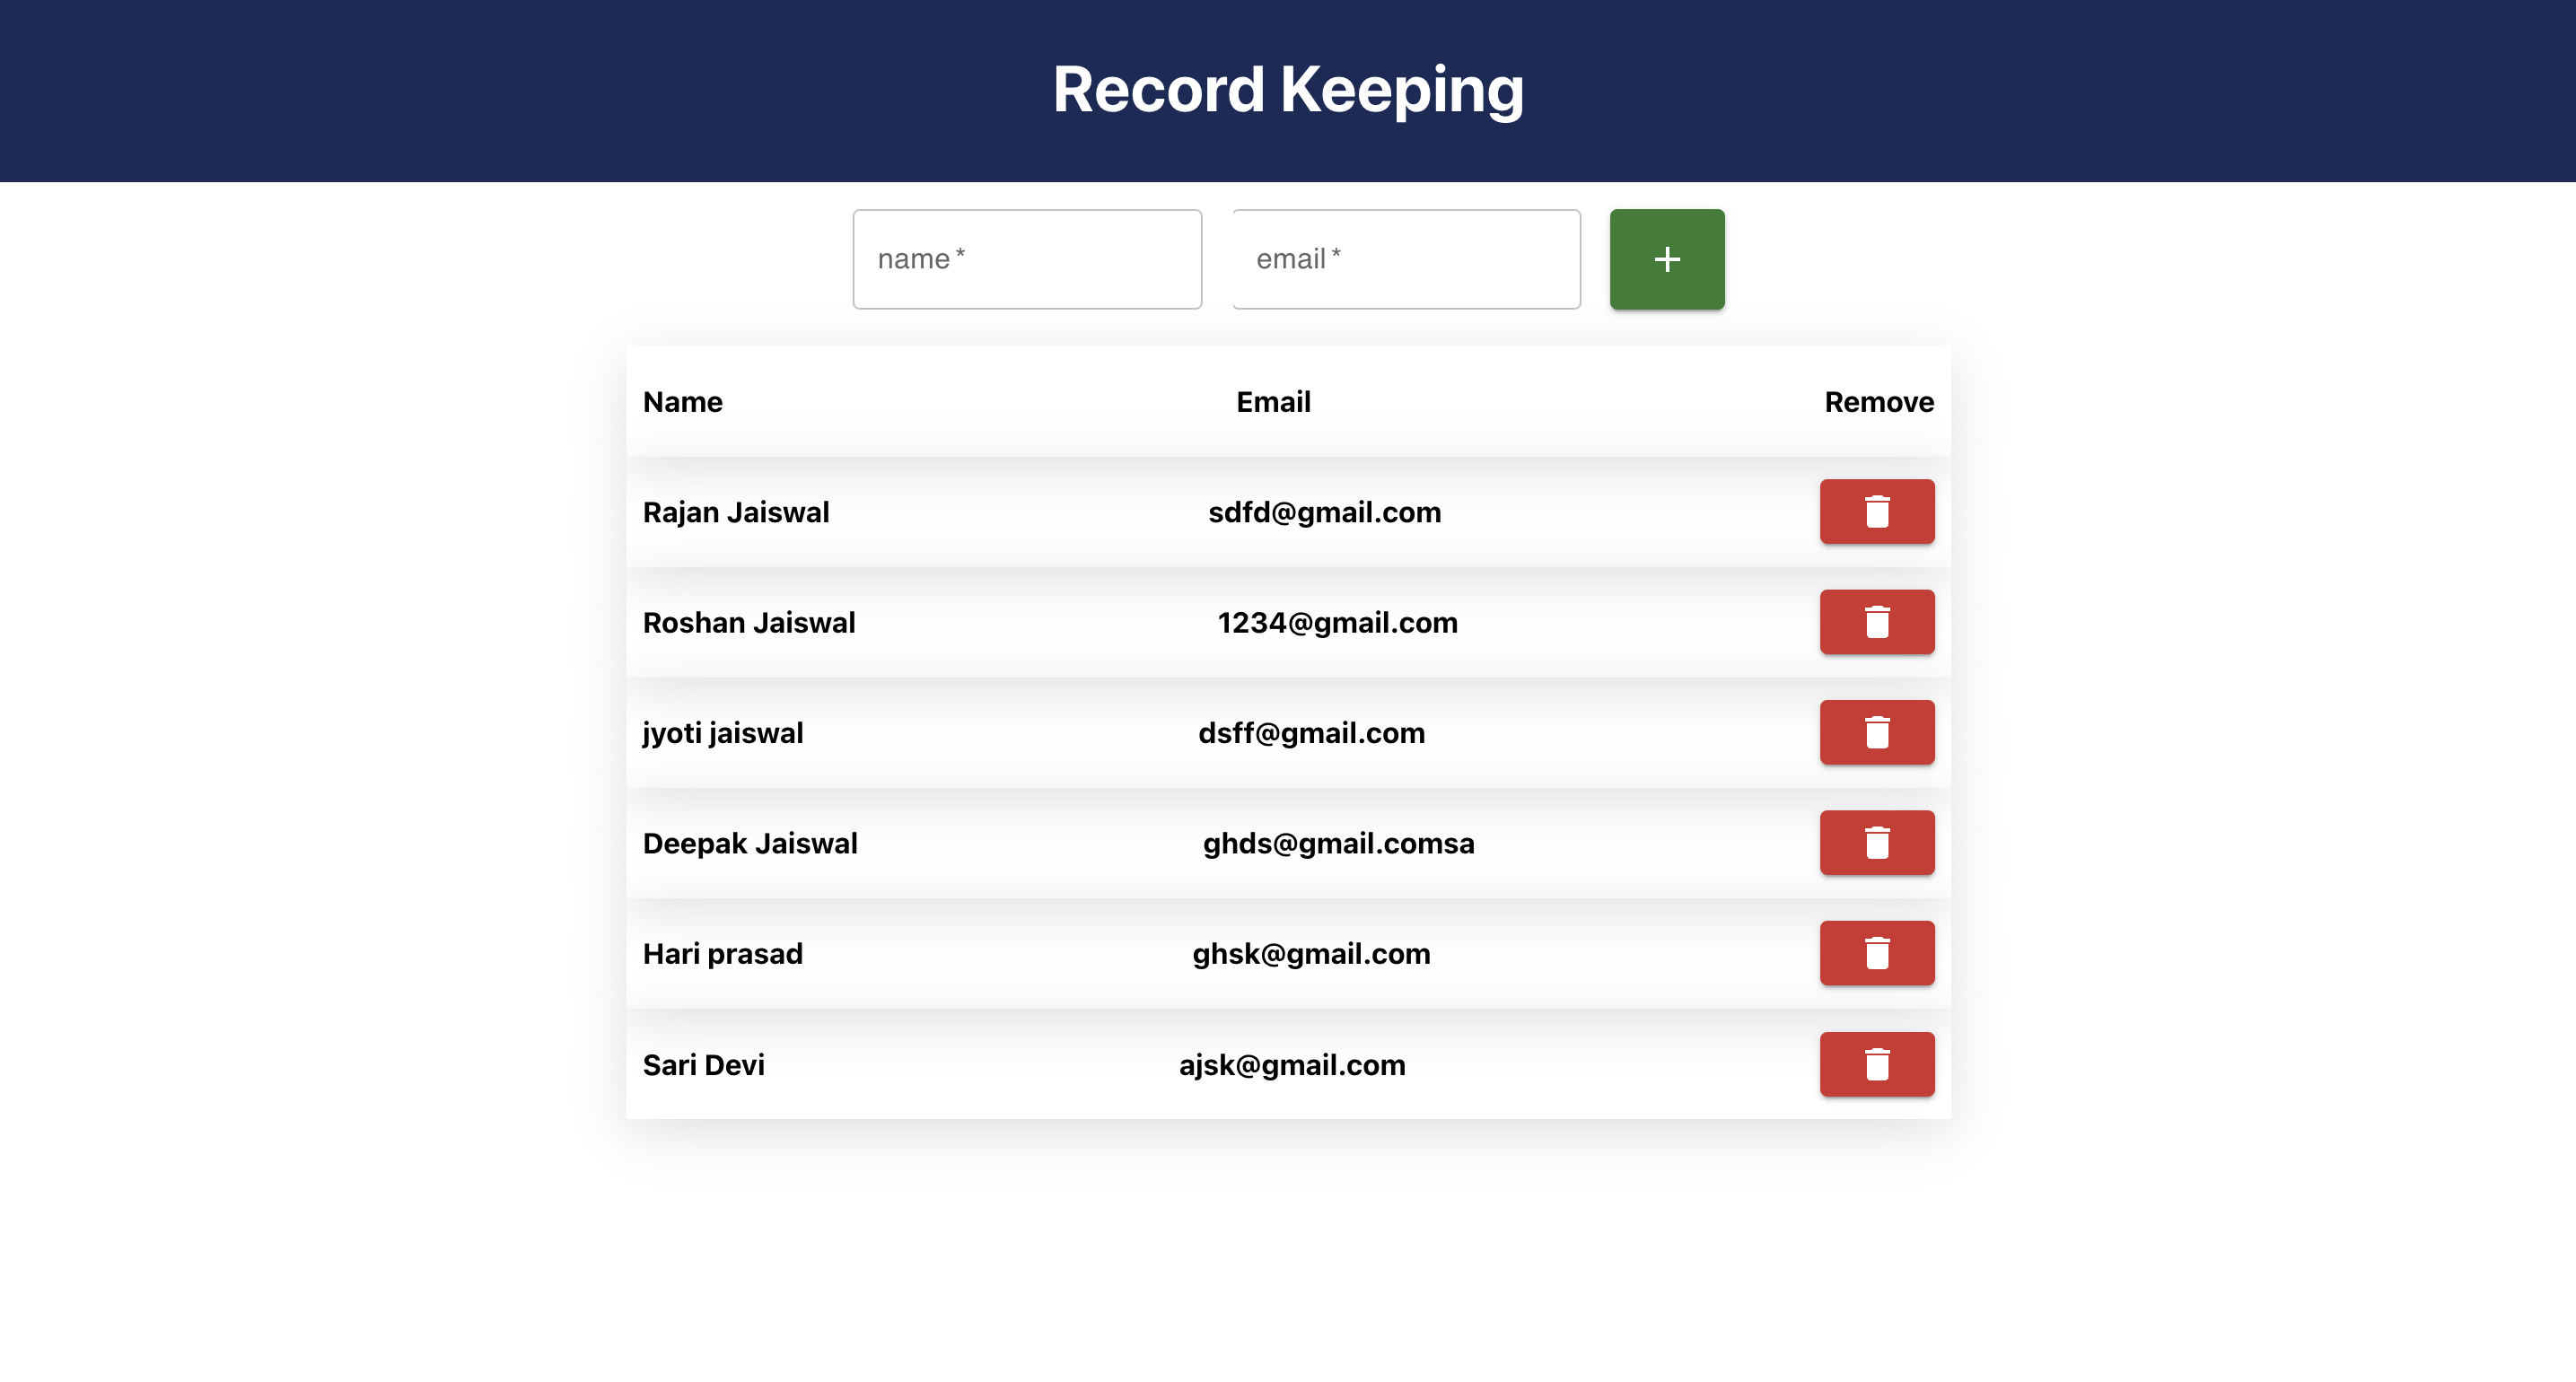 Record Keeping
name * email * +
Name Email Remove
Rajan Jaiswal sdfd@gmail.com
Roshan Jaiswal 1234@gmail.com
jyoti jaiswal dsff@gmail.com
Deepak Jaiswal ghds@gmail.comsa
Hari prasad ghsk@gmail.com
Sari Devi ajsk@gmail.com